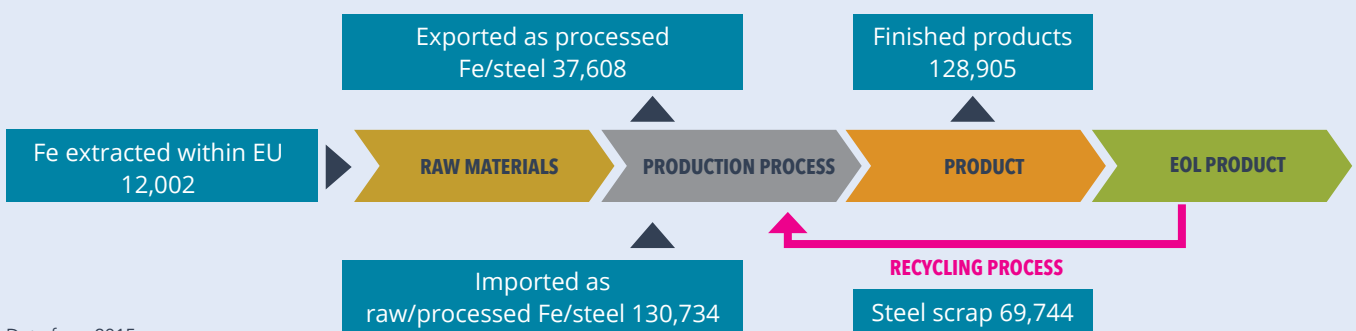 Exported as processed
Fe/steel 37,608
Finished products
128,905
Fe extracted within EU
12,002
RAW MATERIALS
PRODUCTION PROCESS
PRODUCT
EOL PRODUCT
RECYCLING PROCESS
Imported as
raw/processed Fe/steel 130,734
Steel scrap 69,744